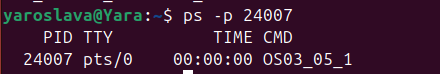 yaroslava@Yara:~$ ps -p 24007
    PID TTY          TIME CMD
  24007 pts/0    00:00:00 OS03_05_1